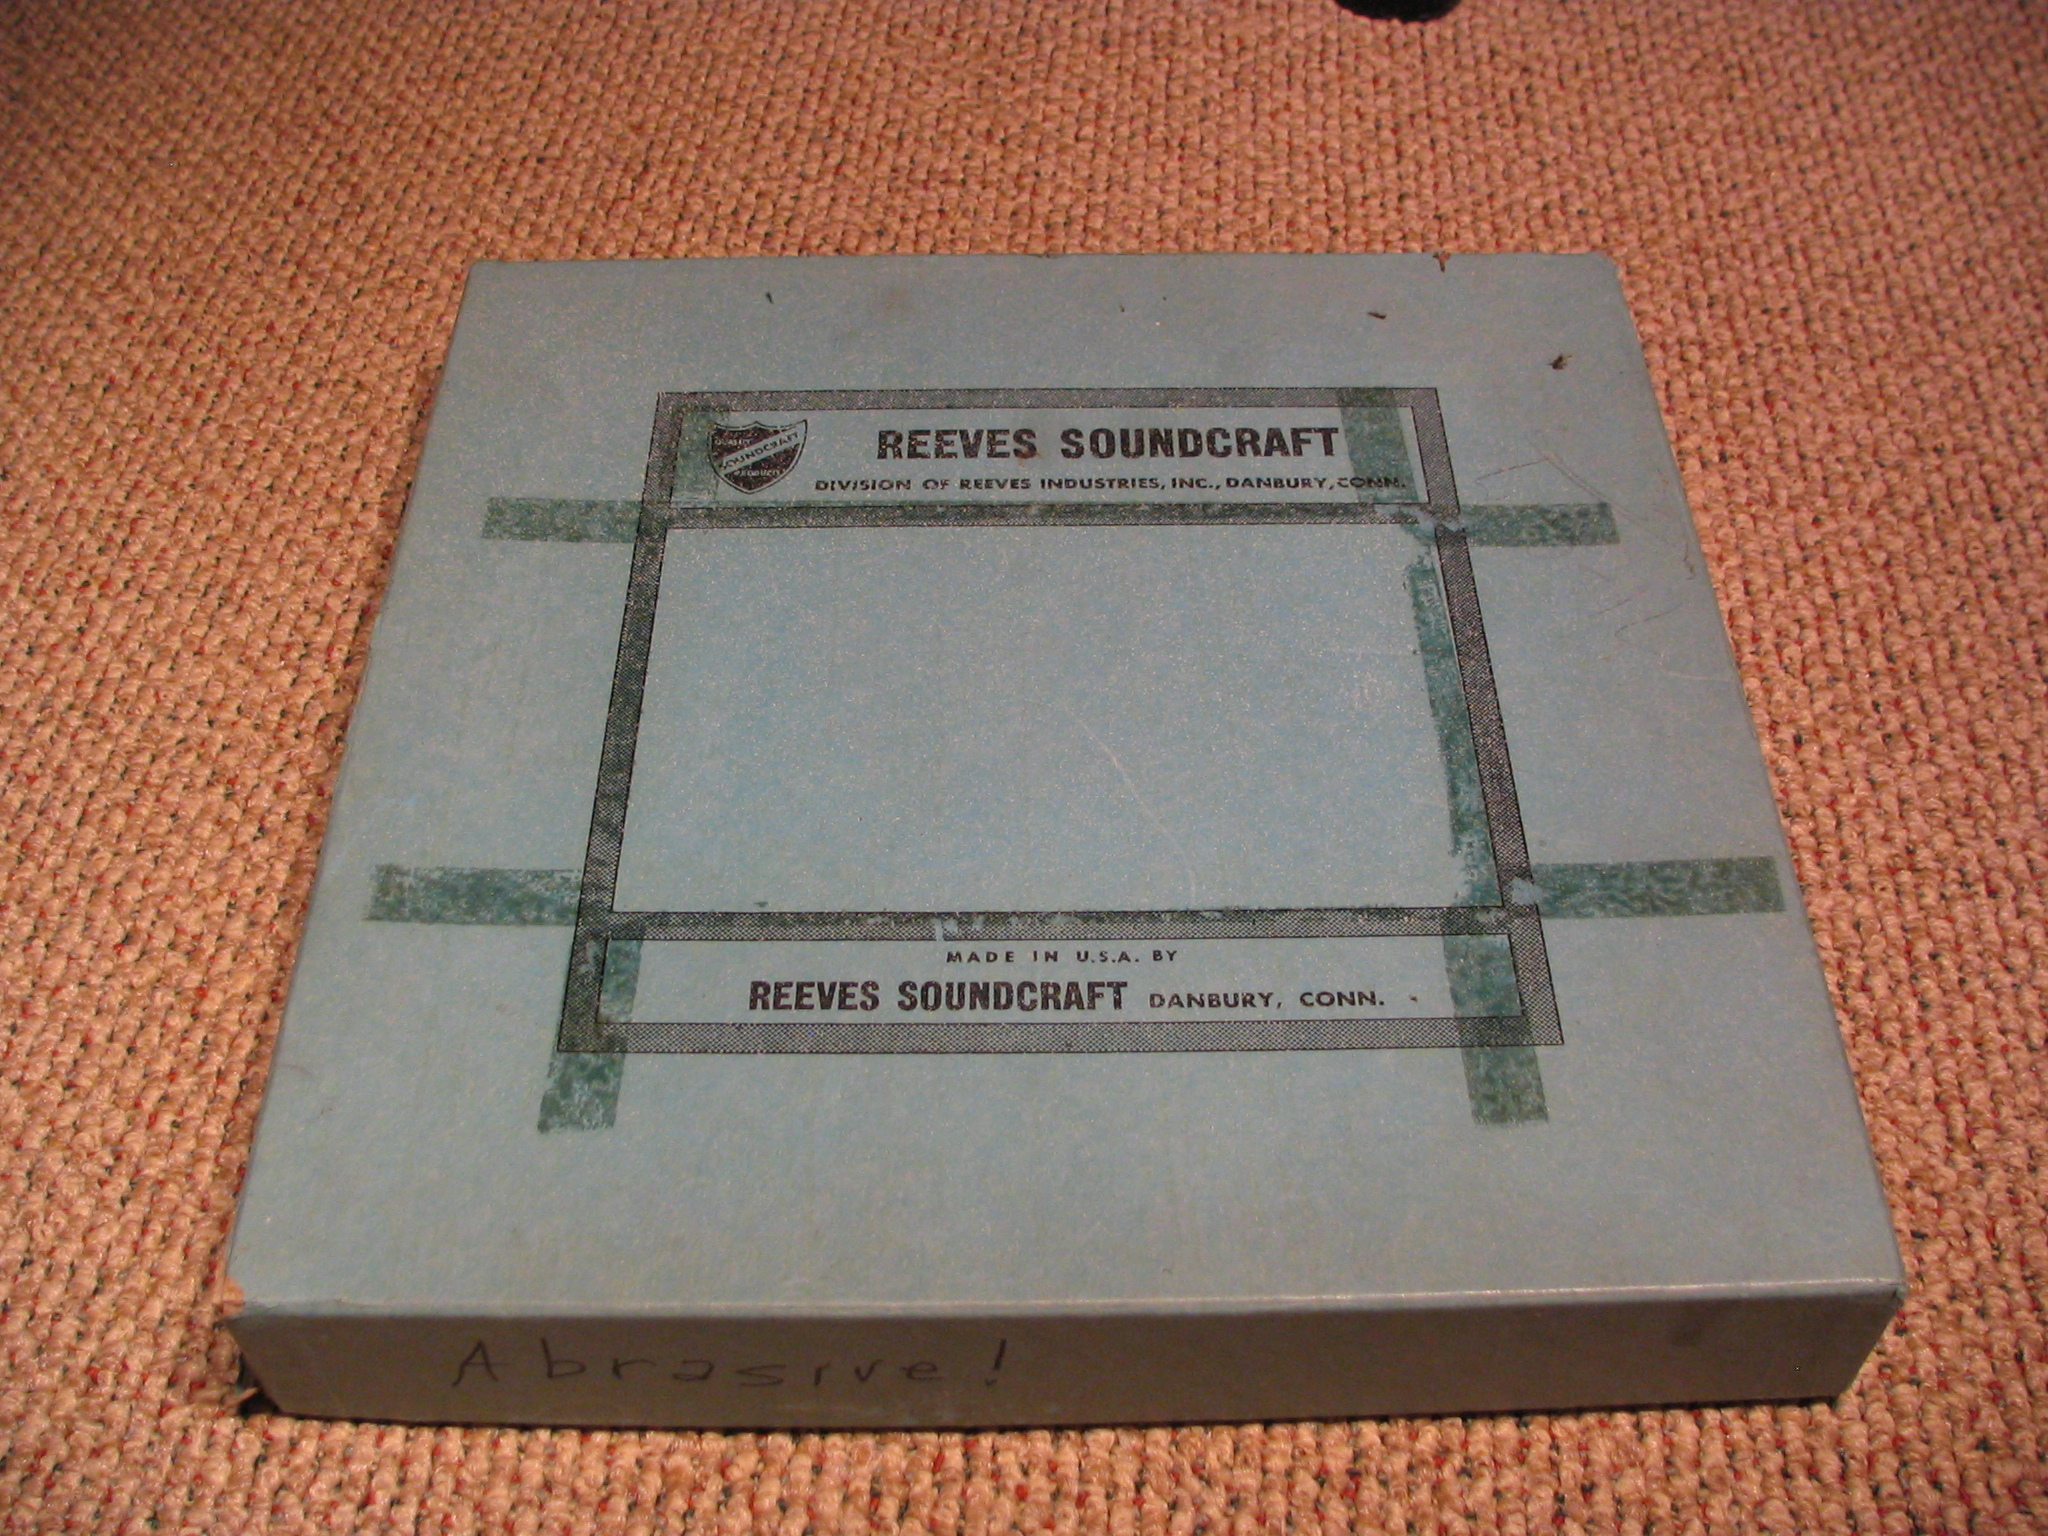 QUALITY
SOUNDCRAFT
PRODUCTS
REEVES SOUNDCRAFT
DIVISION OF REEVES INDUSTRIES, INC., DANBURY, CONN.
MADE IN U.S.A. BY
REEVES SOUNDCRAFT DANBURY, CONN.
Abrasive!